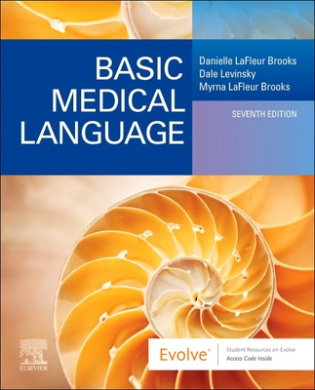 BASIC
MEDICAL
LANGUAGE
Danielle LaFleur Brooks
Dale Levinsky
Myrna LaFleur Brooks
SEVENTH EDITION
ELSEVIER
Evolve®
Student Resources on Evolve
Access Code Inside